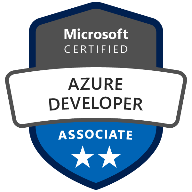 Microsoft
CERTIFIED
AZURE
DEVELOPER
ASSOCIATE